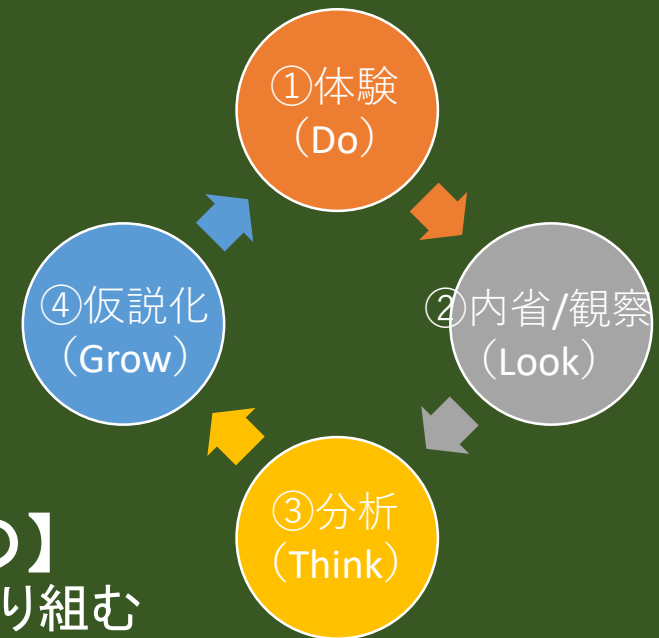 ①体験
（Do）
②内省/観察
（Look）
③分析
（Think）
④仮説化
（Grow）
の】
り組む